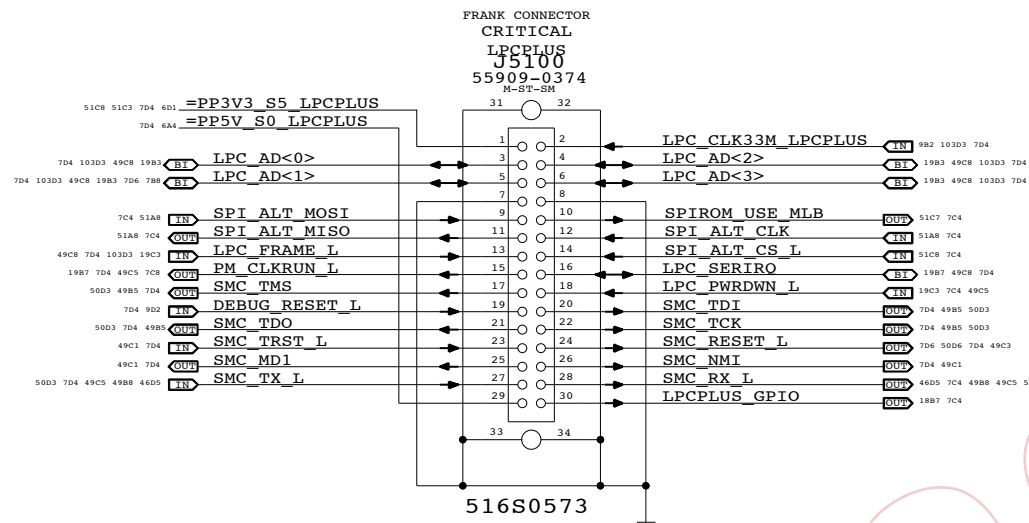 FRANK CONNECTOR
CRITICAL
LPCPLUS
J5100
55909-0374
M-ST-SM
51C8 51C3 7D4 6D1 =PP3V3_S5_LPCPLUS 31 32
7D4 6A4 =PP5V_S0_LPCPLUS
1 2 LPC_CLK33M_LPCPLUS IN 9B2 103D3 7D4
7D4 103D3 49C8 19B3 BI LPC_AD<0> 3 4 LPC_AD<2> BI 19B3 49C8 103D3 7D4
7D4 103D3 49C8 19B3 7D6 7B8 BI LPC_AD<1> 5 6 LPC_AD<3> BI 19B3 49C8 103D3 7D4
7 8
7C4 51A8 IN SPI_ALT_MOSI 9 10 SPIROM_USE_MLB OUT 51C7 7C4
51A8 7C4 OUT SPI_ALT_MISO 11 12 SPI_ALT_CLK IN 51A8 7C4
49C8 7D4 103D3 19C3 IN LPC_FRAME_L 13 14 SPI_ALT_CS_L IN 51C8 7C4
19B7 7D4 49C5 7C8 OUT PM_CLKRUN_L 15 16 LPC_SERIRQ BI 19B7 49C8 7D4
50D3 49B5 7D4 OUT SMC_TMS 17 18 LPC_PWRDWN_L IN 19C3 7C4 49C5
7D4 9D2 IN DEBUG_RESET_L 19 20 SMC_TDI OUT 7D4 49B5 50D3
50D3 7D4 49B5 OUT SMC_TDO 21 22 SMC_TCK OUT 7D4 49B5 50D3
49C1 7D4 IN SMC_TRST_L 23 24 SMC_RESET_L OUT 7D6 50D6 7D4 49C3
49C1 7D4 OUT SMC_MD1 25 26 SMC_NMI OUT 7D4 49C1
50D3 7D4 49C5 49B8 46D5 IN SMC_TX_L 27 28 SMC_RX_L OUT 46D5 7C4 49B8 49C5 5
29 30 LPCPLUS_GPIO OUT 18B7 7C4
33 34
516S0573